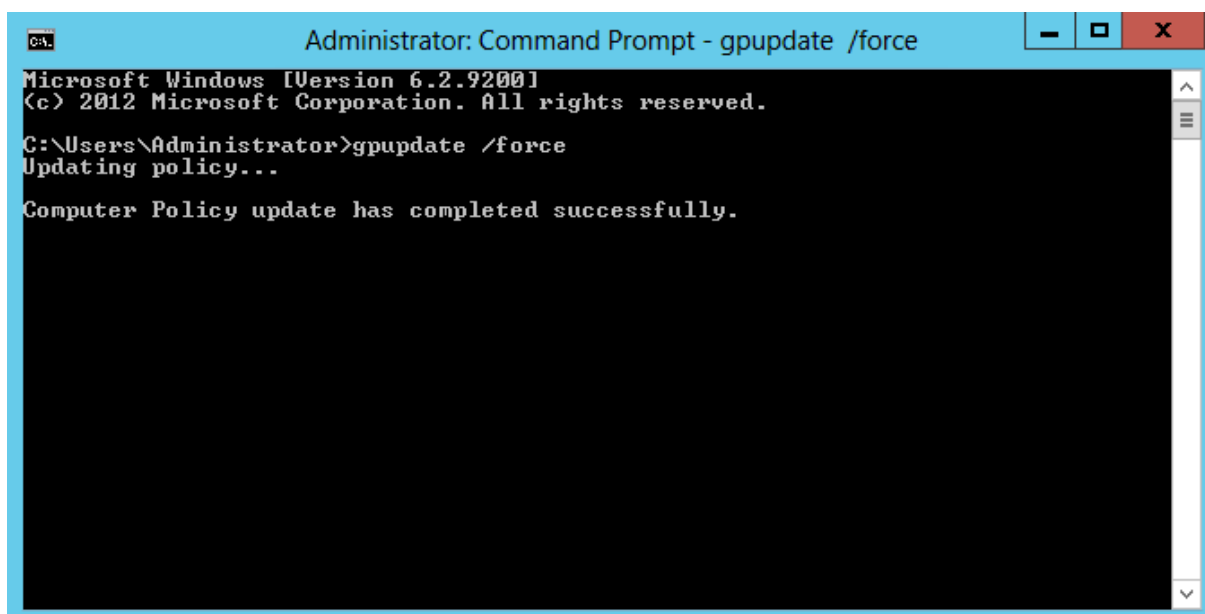 Administrator: Command Prompt - gpupdate /force
Microsoft Windows [Version 6.2.9200]
(c) 2012 Microsoft Corporation. All rights reserved.
C:\Users\Administrator>gpupdate /force
Updating policy...
Computer Policy update has completed successfully.